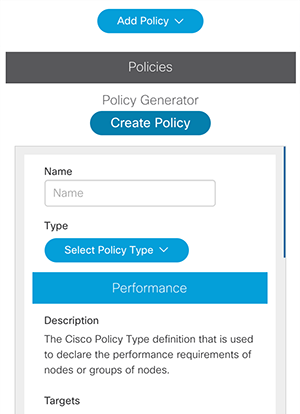 Add Policy
Policies
Policy Generator
Create Policy
Name
Name
Type
Select Policy Type
Performance
Description
The Cisco Policy Type definition that is used
to declare the performance requirements of
nodes or groups of nodes.
Targets